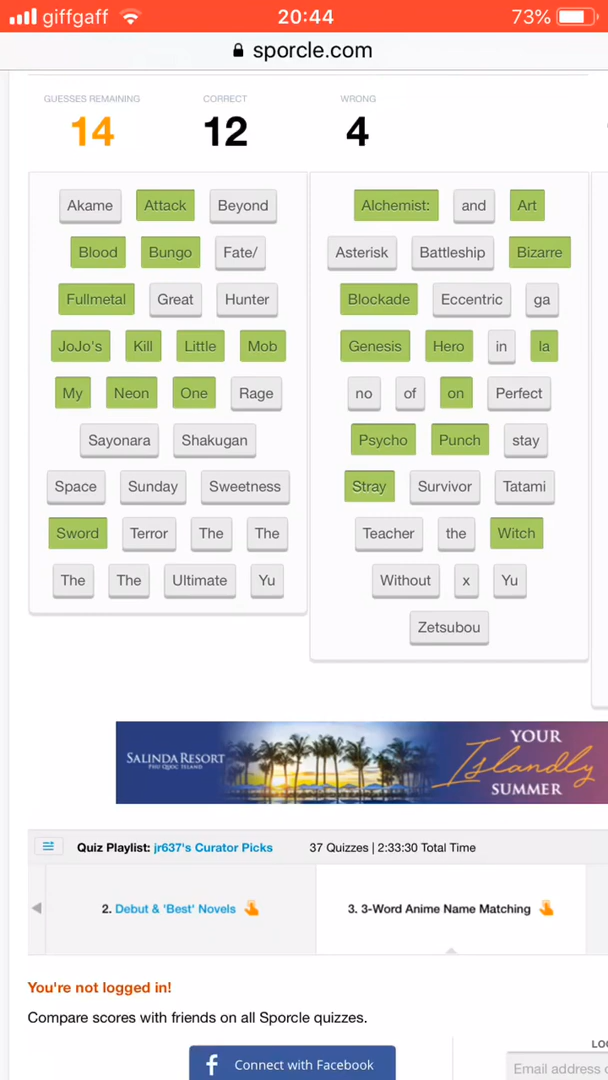 giffgaff 20:44 73%
sporcle.com
GUESSES REMAINING CORRECT WRONG
14 12 4
Akame Attack Beyond
Blood Bungo Fate/
Fullmetal Great Hunter
JoJo's Kill Little Mob
My Neon One Rage
Sayonara Shakugan
Space Sunday Sweetness
Sword Terror The The
The The Ultimate Yu
Alchemist: and Art
Asterisk Battleship Bizarre
Blockade Eccentric ga
Genesis Hero in la
no of on Perfect
Psycho Punch stay
Stray Survivor Tatami
Teacher the Witch
Without x Yu
Zetsubou
SALINDA RESORT
PHU QUOC ISLAND
YOUR
Islandly
SUMMER
Quiz Playlist: jr637's Curator Picks 37 Quizzes | 2:33:30 Total Time
2. Debut & 'Best' Novels 3. 3-Word Anime Name Matching
You're not logged in!
Compare scores with friends on all Sporcle quizzes.
LO
f Connect with Facebook
Email address